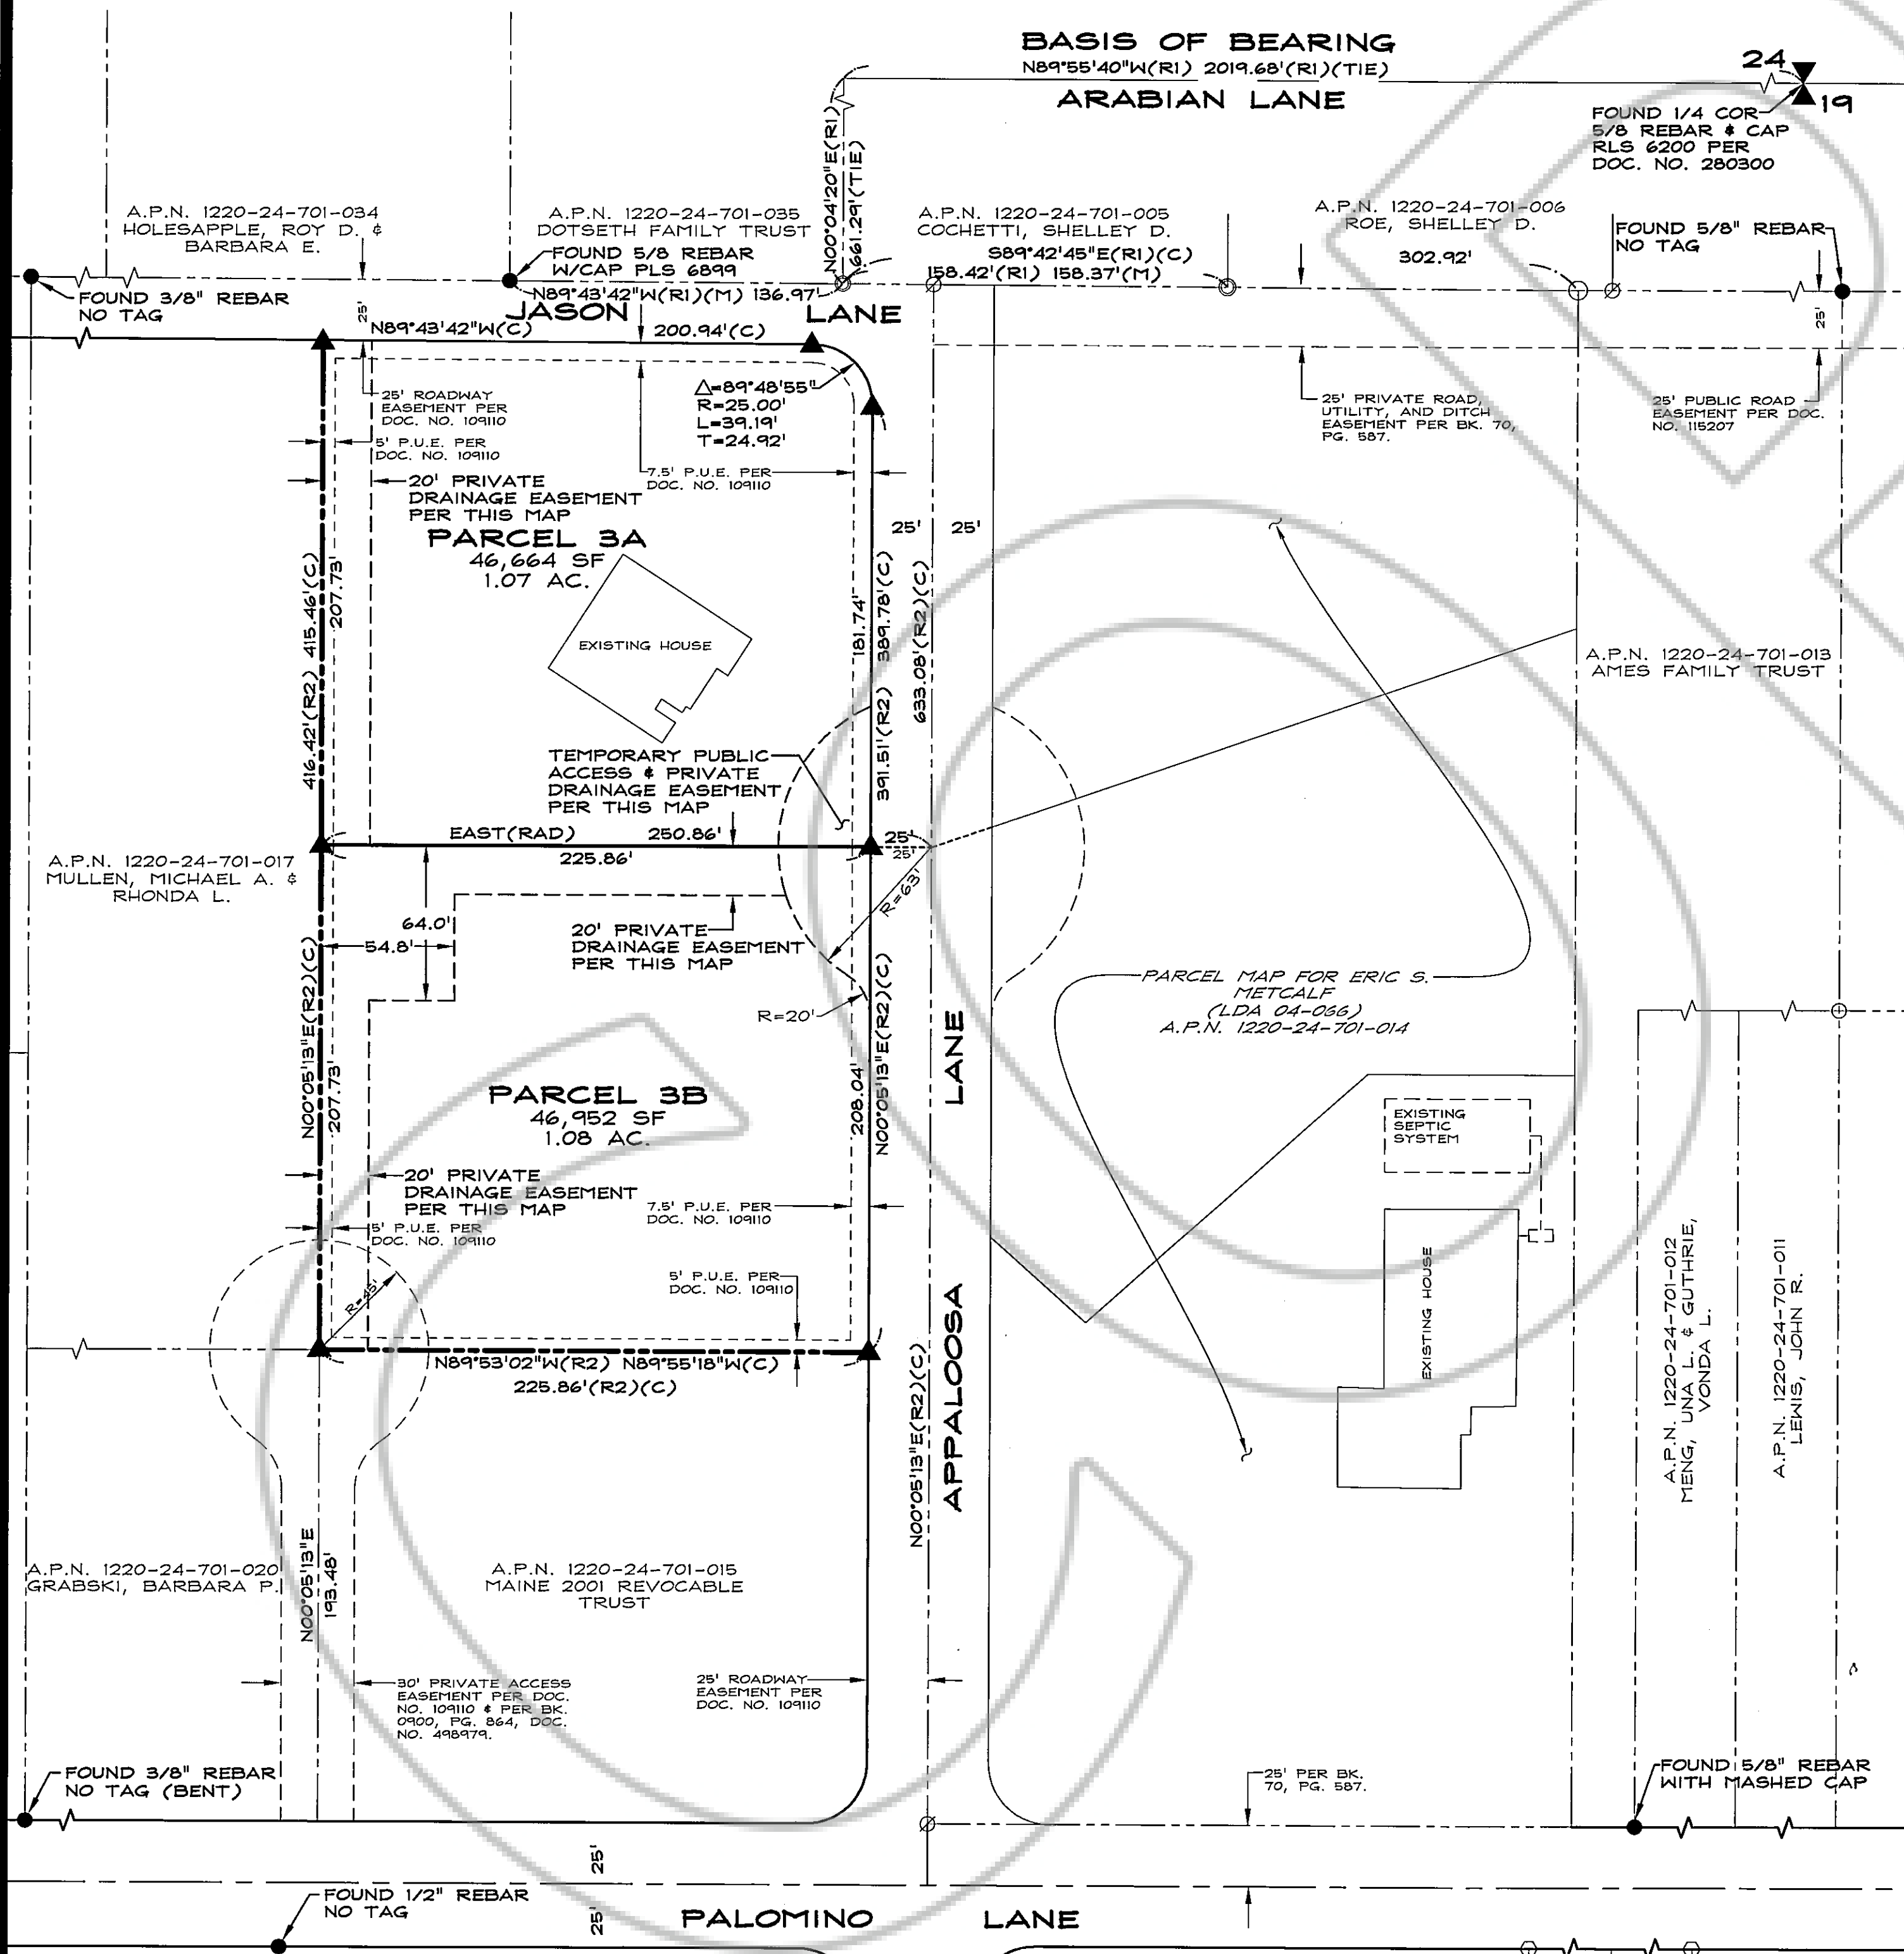 BASIS OF BEARING
N89°55'40"W(R1) 2019.68'(R1)(TIE)
ARABIAN LANE
24
19
FOUND 1/4 COR
5/8 REBAR & CAP
RLS 6200 PER
DOC. NO. 280300
N00°04'20"E(R1)
661.29'(TIE)
A.P.N. 1220-24-701-034
HOLESAPPLE, ROY D. &
BARBARA E.
A.P.N. 1220-24-701-035
DOTSETH FAMILY TRUST
FOUND 5/8 REBAR
W/CAP PLS 6899
A.P.N. 1220-24-701-005
COCHETTI, SHELLEY D.
S89°42'45"E(R1)(C)
158.42'(R1) 158.37'(M)
A.P.N. 1220-24-701-006
ROE, SHELLEY D.
302.92'
FOUND 5/8" REBAR
NO TAG
FOUND 3/8" REBAR
NO TAG
N89°43'42"W(R1)(M) 136.97'
JASON LANE
25'
N89°43'42"W(C) 200.94'(C)
25'
Δ=89°48'55"
R=25.00'
L=39.19'
T=24.92'
25' ROADWAY
EASEMENT PER
DOC. NO. 109110
5' P.U.E. PER
DOC. NO. 109110
25' PRIVATE ROAD,
UTILITY, AND DITCH
EASEMENT PER BK. 70,
PG. 587.
25' PUBLIC ROAD
EASEMENT PER DOC.
NO. 115207
7.5' P.U.E. PER
DOC. NO. 109110
20' PRIVATE
DRAINAGE EASEMENT
PER THIS MAP
PARCEL 3A
46,664 SF
1.07 AC.
25' 25'
EXISTING HOUSE
416.42'(R2) 415.46'(C)
207.73'
181.74'
391.51'(R2) 389.78'(C)
633.08'(R2)(C)
A.P.N. 1220-24-701-013
AMES FAMILY TRUST
TEMPORARY PUBLIC
ACCESS & PRIVATE
DRAINAGE EASEMENT
PER THIS MAP
EAST(RAD) 250.86'
225.86'
25'
25'
R=63'
A.P.N. 1220-24-701-017
MULLEN, MICHAEL A. &
RHONDA L.
64.0'
54.8'
20' PRIVATE
DRAINAGE EASEMENT
PER THIS MAP
R=20'
PARCEL MAP FOR ERIC S.
METCALF
(LDA 04-066)
A.P.N. 1220-24-701-014
N00°05'13"E(R2)(C)
207.73'
208.04'
N00°05'13"E(R2)(C)
PARCEL 3B
46,952 SF
1.08 AC.
EXISTING
SEPTIC
SYSTEM
20' PRIVATE
DRAINAGE EASEMENT
PER THIS MAP
5' P.U.E. PER
DOC. NO. 109110
7.5' P.U.E. PER
DOC. NO. 109110
5' P.U.E. PER
DOC. NO. 109110
R=45'
EXISTING HOUSE
A.P.N. 1220-24-701-012
MENG, UNA L. & GUTHRIE,
VONDA L.
A.P.N. 1220-24-701-011
LEWIS, JOHN R.
N89°53'02"W(R2) N89°55'18"W(C)
225.86'(R2)(C)
N00°05'13"E(R2)(C)
APPALOOSA LANE
A.P.N. 1220-24-701-020
GRABSKI, BARBARA P.
N00°05'13"E
193.48'
A.P.N. 1220-24-701-015
MAINE 2001 REVOCABLE
TRUST
30' PRIVATE ACCESS
EASEMENT PER DOC.
NO. 109110 & PER BK.
0900, PG. 864, DOC.
NO. 498979.
25' ROADWAY
EASEMENT PER
DOC. NO. 109110
FOUND 3/8" REBAR
NO TAG (BENT)
25' PER BK.
70, PG. 587.
FOUND 5/8" REBAR
WITH MASHED CAP
25'
FOUND 1/2" REBAR
NO TAG
25'
PALOMINO LANE